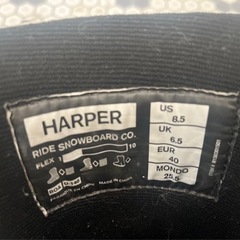 HARPER
RIDE SNOWBOARD CO.
FLEX 1 10
MADE IN CHINA
US
8.5
UK
6.5
EUR
40
MONDO
25.5